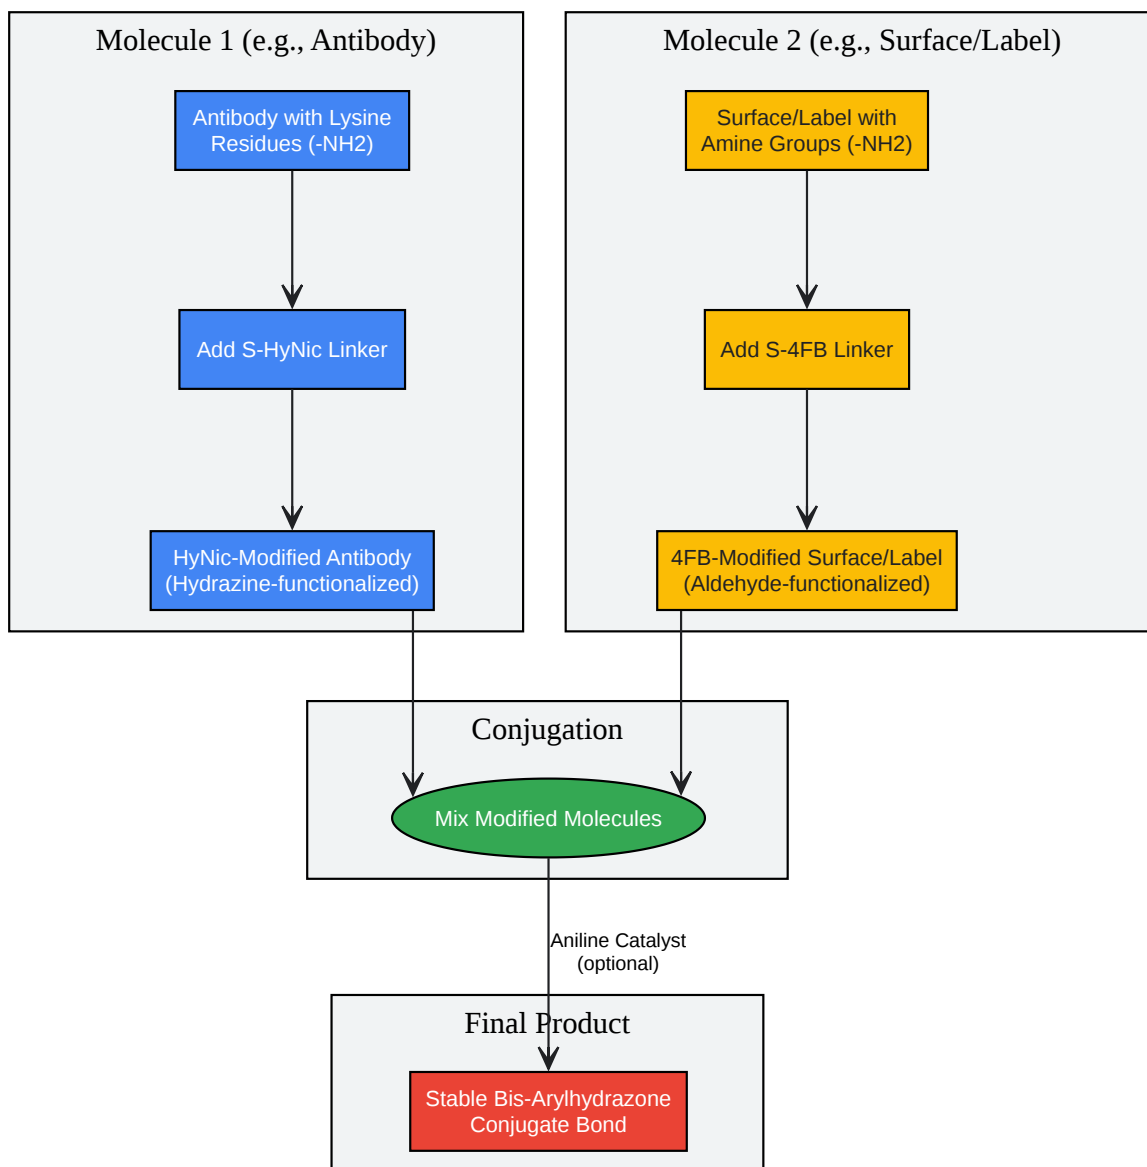 Molecule 1 (e.g., Antibody)
Antibody with Lysine
Residues (-NH2)
Add S-HyNic Linker
HyNic-Modified Antibody
(Hydrazine-functionalized)
Molecule 2 (e.g., Surface/Label)
Surface/Label with
Amine Groups (-NH2)
Add S-4FB Linker
4FB-Modified Surface/Label
(Aldehyde-functionalized)
Conjugation
Mix Modified Molecules
Aniline Catalyst
(optional)
Final Product
Stable Bis-Arylhydrazone
Conjugate Bond